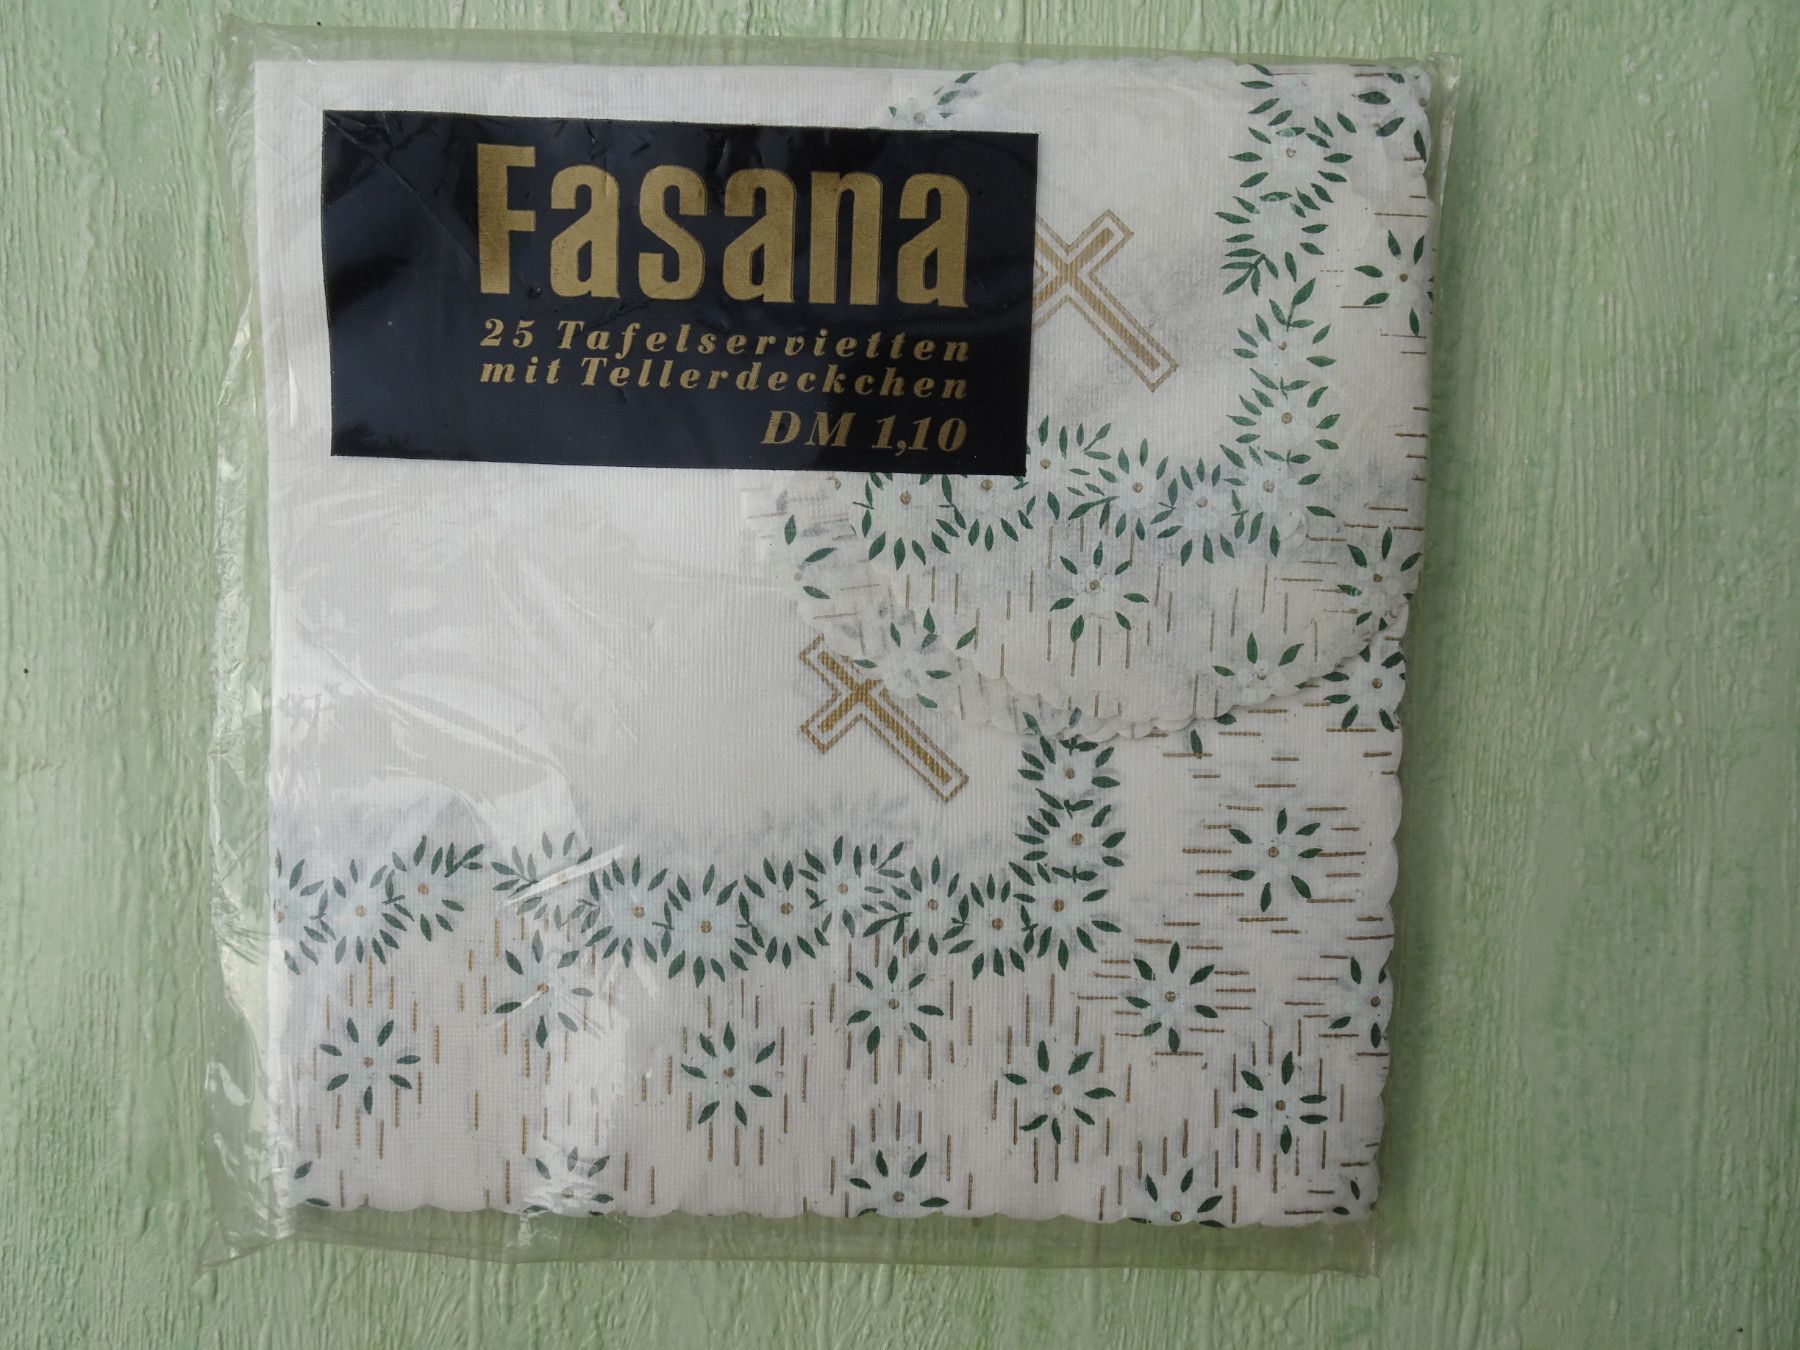 Fasana
25 Tafelservietten
mit Tellerdeckchen
DM 1,10